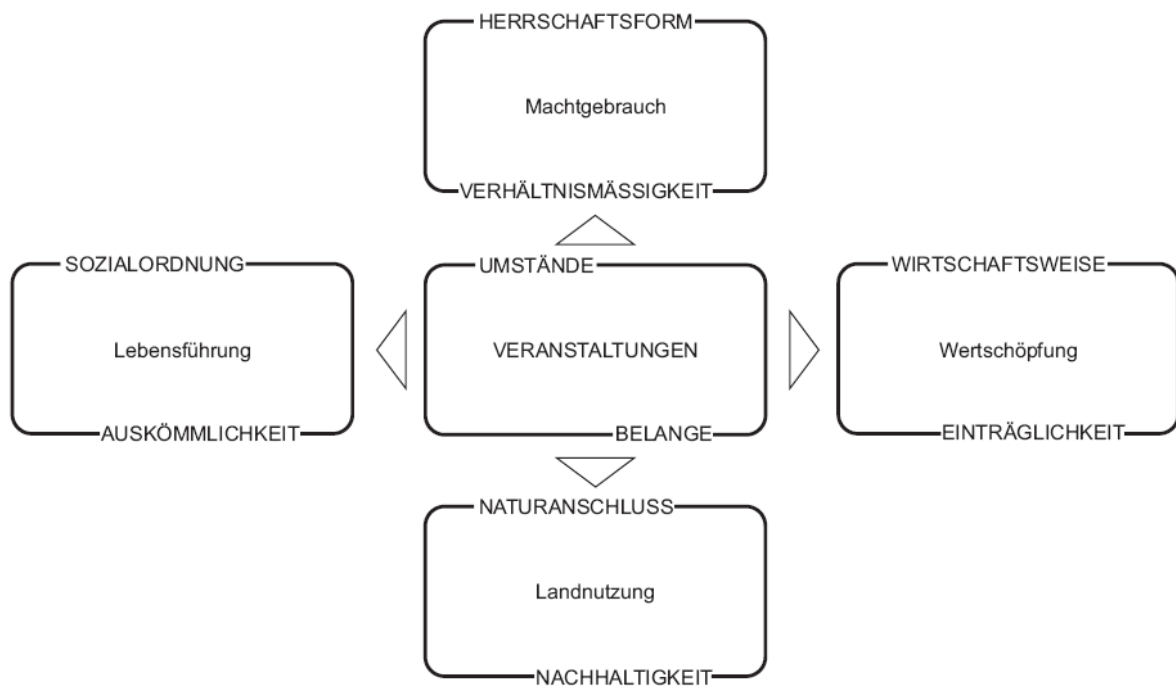 HERRSCHAFTSFORM
Machtgebrauch
VERHÄLTNISMÄSSIGKEIT
SOZIALORDNUNG
Lebensführung
AUSKÖMMLICHKEIT
UMSTÄNDE
VERANSTALTUNGEN
BELANGE
WIRTSCHAFTSWEISE
Wertschöpfung
EINTRÄGLICHKEIT
NATURANSCHLUSS
Landnutzung
NACHHALTIGKEIT